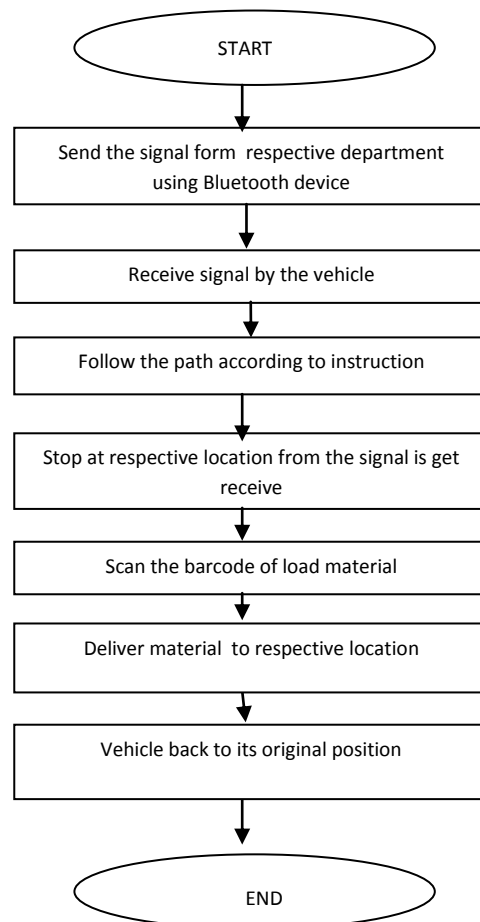 START
Send the signal form respective department
using Bluetooth device
Receive signal by the vehicle
Follow the path according to instruction
Stop at respective location from the signal is get
receive
Scan the barcode of load material
Deliver material to respective location
Vehicle back to its original position
END